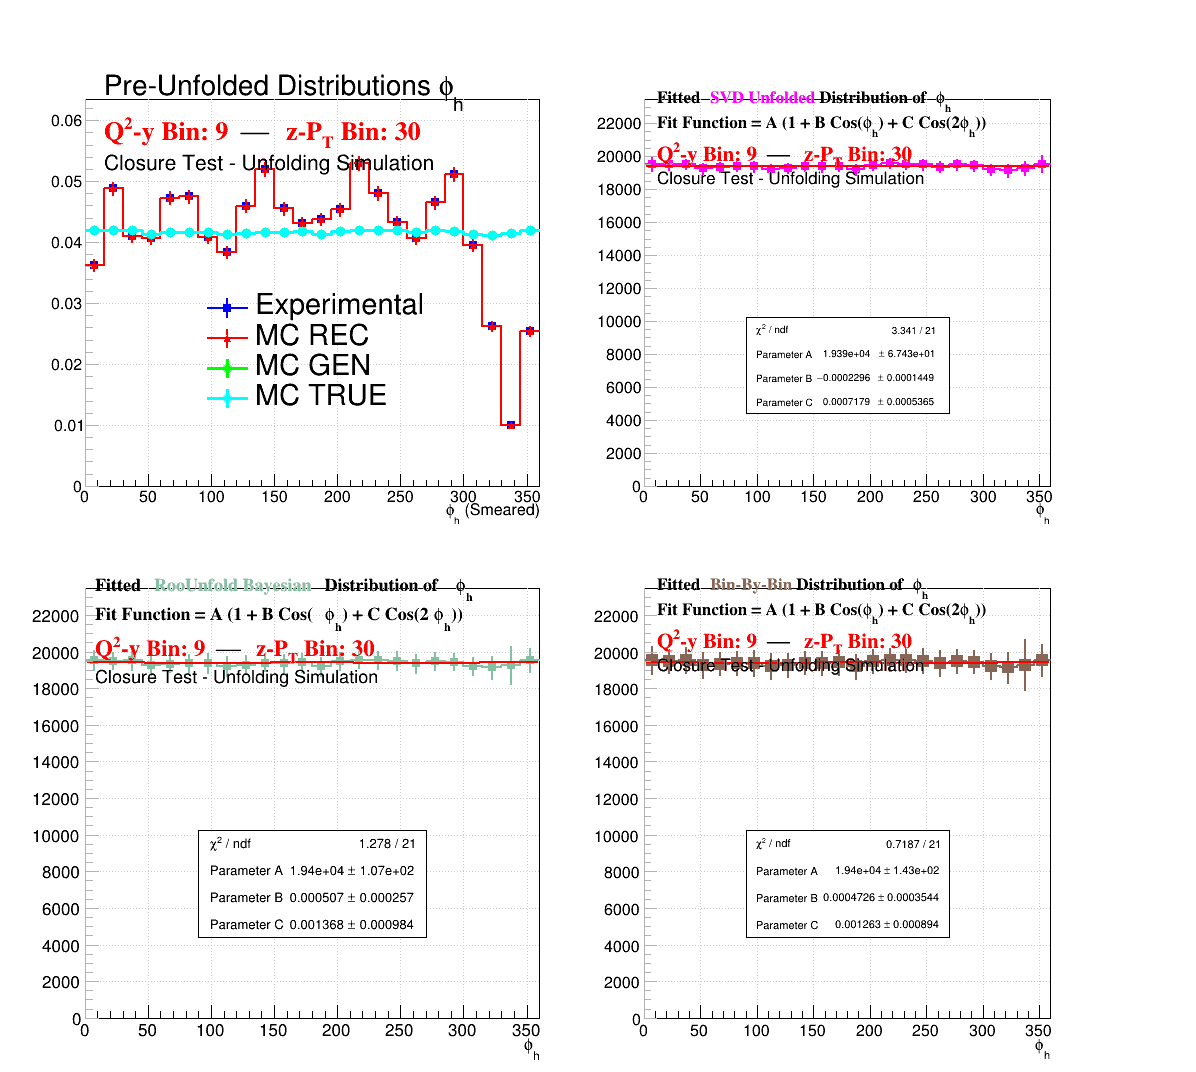 Pre-Unfolded Distributions ϕh
Q²-y Bin: 9 — z-PT Bin: 30
Closure Test - Unfolding Simulation
0.06
0.05
0.04
0.03
0.02
0.01
0
Experimental
MC REC
MC GEN
MC TRUE
0 50 100 150 200 250 300 350
ϕh (Smeared)
Fitted SVD Unfolded Distribution of ϕh
Fit Function = A (1 + B Cos(ϕh) + C Cos(2ϕh))
Q²-y Bin: 9 — z-PT Bin: 30
Closure Test - Unfolding Simulation
22000
20000
18000
16000
14000
12000
10000
8000
6000
4000
2000
0
χ² / ndf 3.341 / 21
Parameter A 1.939e+04 ± 6.743e+01
Parameter B −0.0002296 ± 0.0001449
Parameter C 0.0007179 ± 0.0005365
0 50 100 150 200 250 300 350
ϕh
Fitted RooUnfold Bayesian Distribution of ϕh
Fit Function = A (1 + B Cos( ϕh) + C Cos(2 ϕh))
Q²-y Bin: 9 — z-PT Bin: 30
Closure Test - Unfolding Simulation
22000
20000
18000
16000
14000
12000
10000
8000
6000
4000
2000
0
χ² / ndf 1.278 / 21
Parameter A 1.94e+04 ± 1.07e+02
Parameter B 0.000507 ± 0.000257
Parameter C 0.001368 ± 0.000984
0 50 100 150 200 250 300 350
ϕh
Fitted Bin-By-Bin Distribution of ϕh
Fit Function = A (1 + B Cos(ϕh) + C Cos(2ϕh))
Q²-y Bin: 9 — z-PT Bin: 30
Closure Test - Unfolding Simulation
22000
20000
18000
16000
14000
12000
10000
8000
6000
4000
2000
0
χ² / ndf 0.7187 / 21
Parameter A 1.94e+04 ± 1.43e+02
Parameter B 0.0004726 ± 0.0003544
Parameter C 0.001263 ± 0.000894
0 50 100 150 200 250 300 350
ϕh